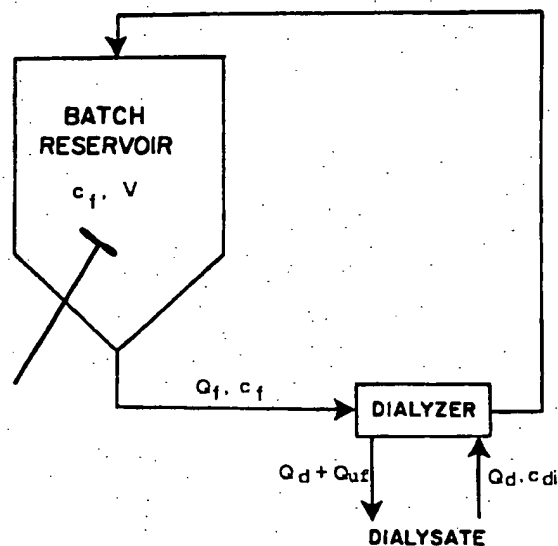 BATCH
RESERVOIR
c_f, V
Q_f, c_f
DIALYZER
Q_d + Q_uf
Q_d, c_di
DIALYSATE